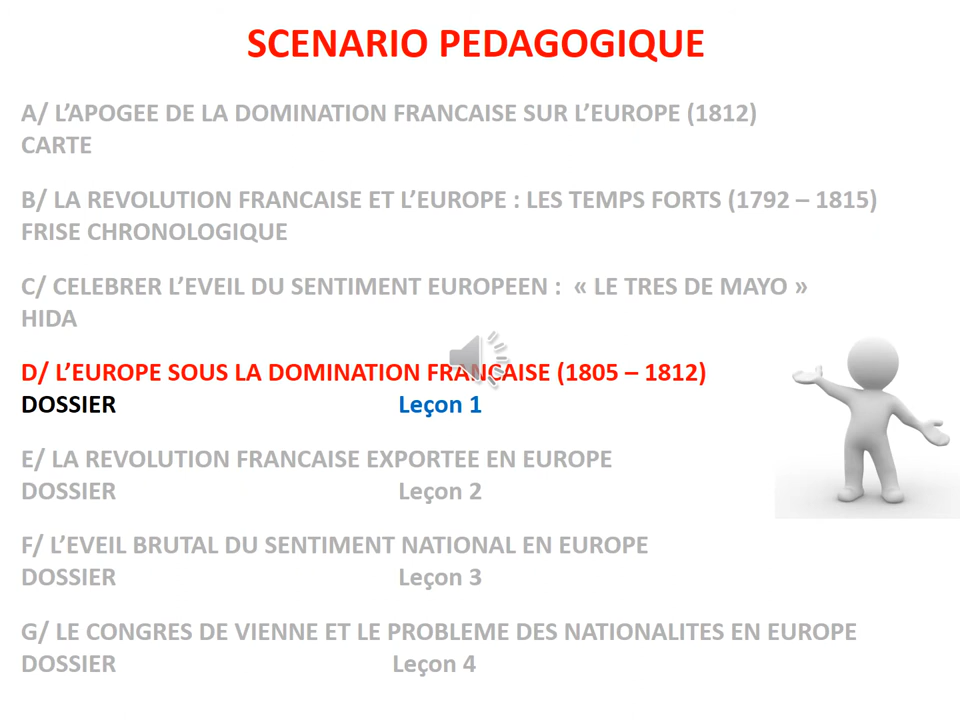 SCENARIO PEDAGOGIQUE
A/ L'APOGEE DE LA DOMINATION FRANCAISE SUR L'EUROPE (1812)
CARTE
B/ LA REVOLUTION FRANCAISE ET L'EUROPE : LES TEMPS FORTS (1792 – 1815)
FRISE CHRONOLOGIQUE
C/ CELEBRER L'EVEIL DU SENTIMENT EUROPEEN : « LE TRES DE MAYO »
HIDA
D/ L'EUROPE SOUS LA DOMINATION FRANCAISE (1805 – 1812)
DOSSIER Leçon 1
E/ LA REVOLUTION FRANCAISE EXPORTEE EN EUROPE
DOSSIER Leçon 2
F/ L'EVEIL BRUTAL DU SENTIMENT NATIONAL EN EUROPE
DOSSIER Leçon 3
G/ LE CONGRES DE VIENNE ET LE PROBLEME DES NATIONALITES EN EUROPE
DOSSIER Leçon 4